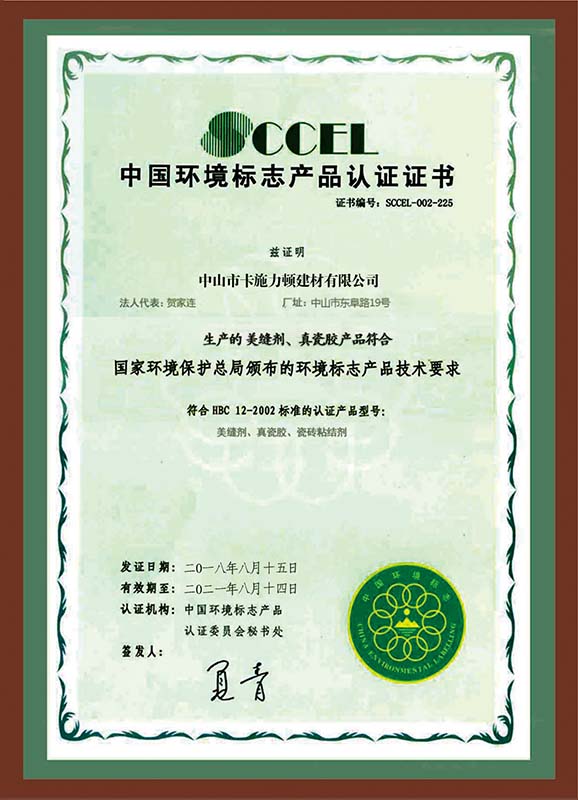 SCCEL
中国环境标志产品认证证书
证书编号：SCCEL-002-225
兹证明
中山市卡施力顿建材有限公司
法人代表：贺家连 厂址：中山市东阜路19号
生产的 美缝剂、真瓷胶产品符合
国家环境保护总局颁布的环境标志产品技术要求
符合 HBC 12-2002 标准的认证产品型号：
美缝剂、真瓷胶、瓷砖粘结剂
发证日期：二〇一八年八月十五日
有效期至：二〇二一年八月十四日
认证机构：中国环境标志产品
认证委员会秘书处
签发人：
中国环境标志
CHINA ENVIRONMENTAL LABELLING